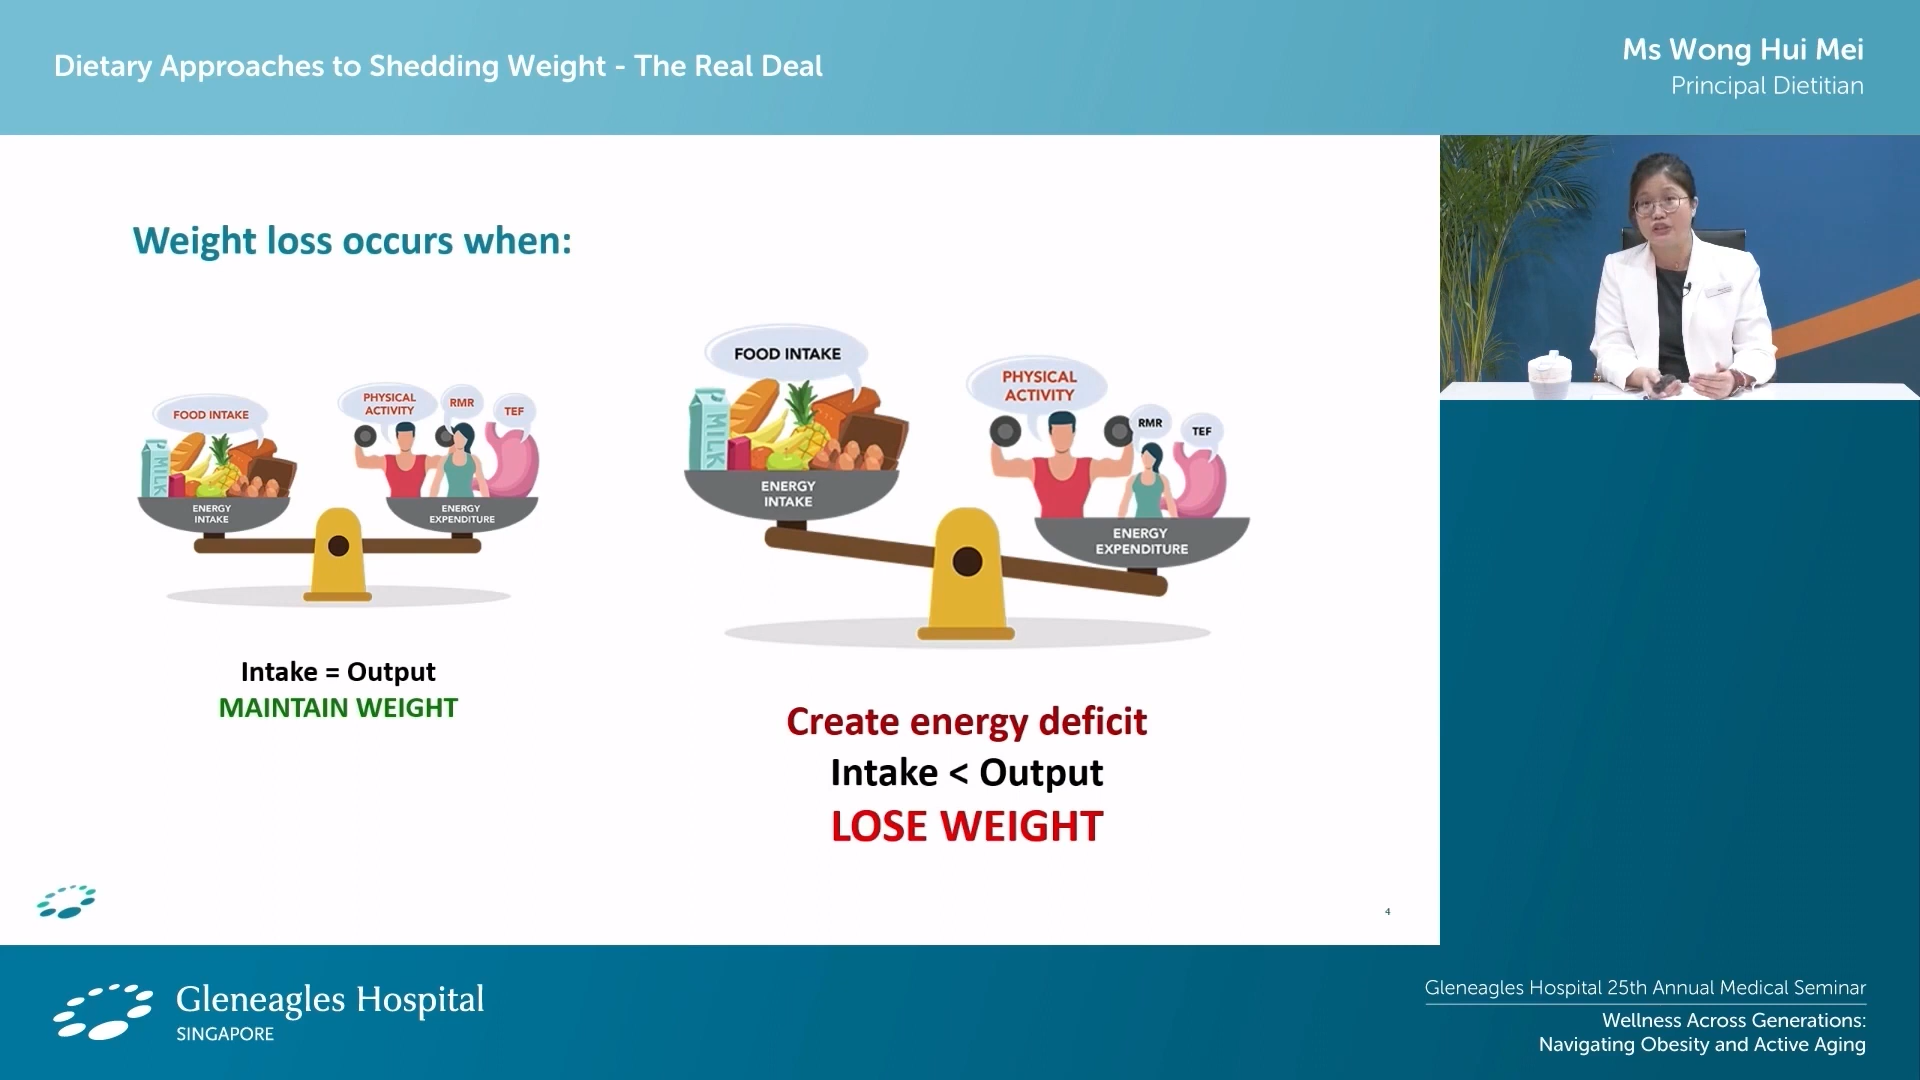 Dietary Approaches to Shedding Weight - The Real Deal
Ms Wong Hui Mei
Principal Dietitian
Weight loss occurs when:
FOOD INTAKE
PHYSICAL
ACTIVITY
RMR
TEF
MILK
ENERGY
INTAKE
ENERGY
EXPENDITURE
Intake = Output
MAINTAIN WEIGHT
FOOD INTAKE
PHYSICAL
ACTIVITY
RMR
TEF
MILK
ENERGY
INTAKE
ENERGY
EXPENDITURE
Create energy deficit
Intake < Output
LOSE WEIGHT
4
Gleneagles Hospital
SINGAPORE
Gleneagles Hospital 25th Annual Medical Seminar
Wellness Across Generations:
Navigating Obesity and Active Aging